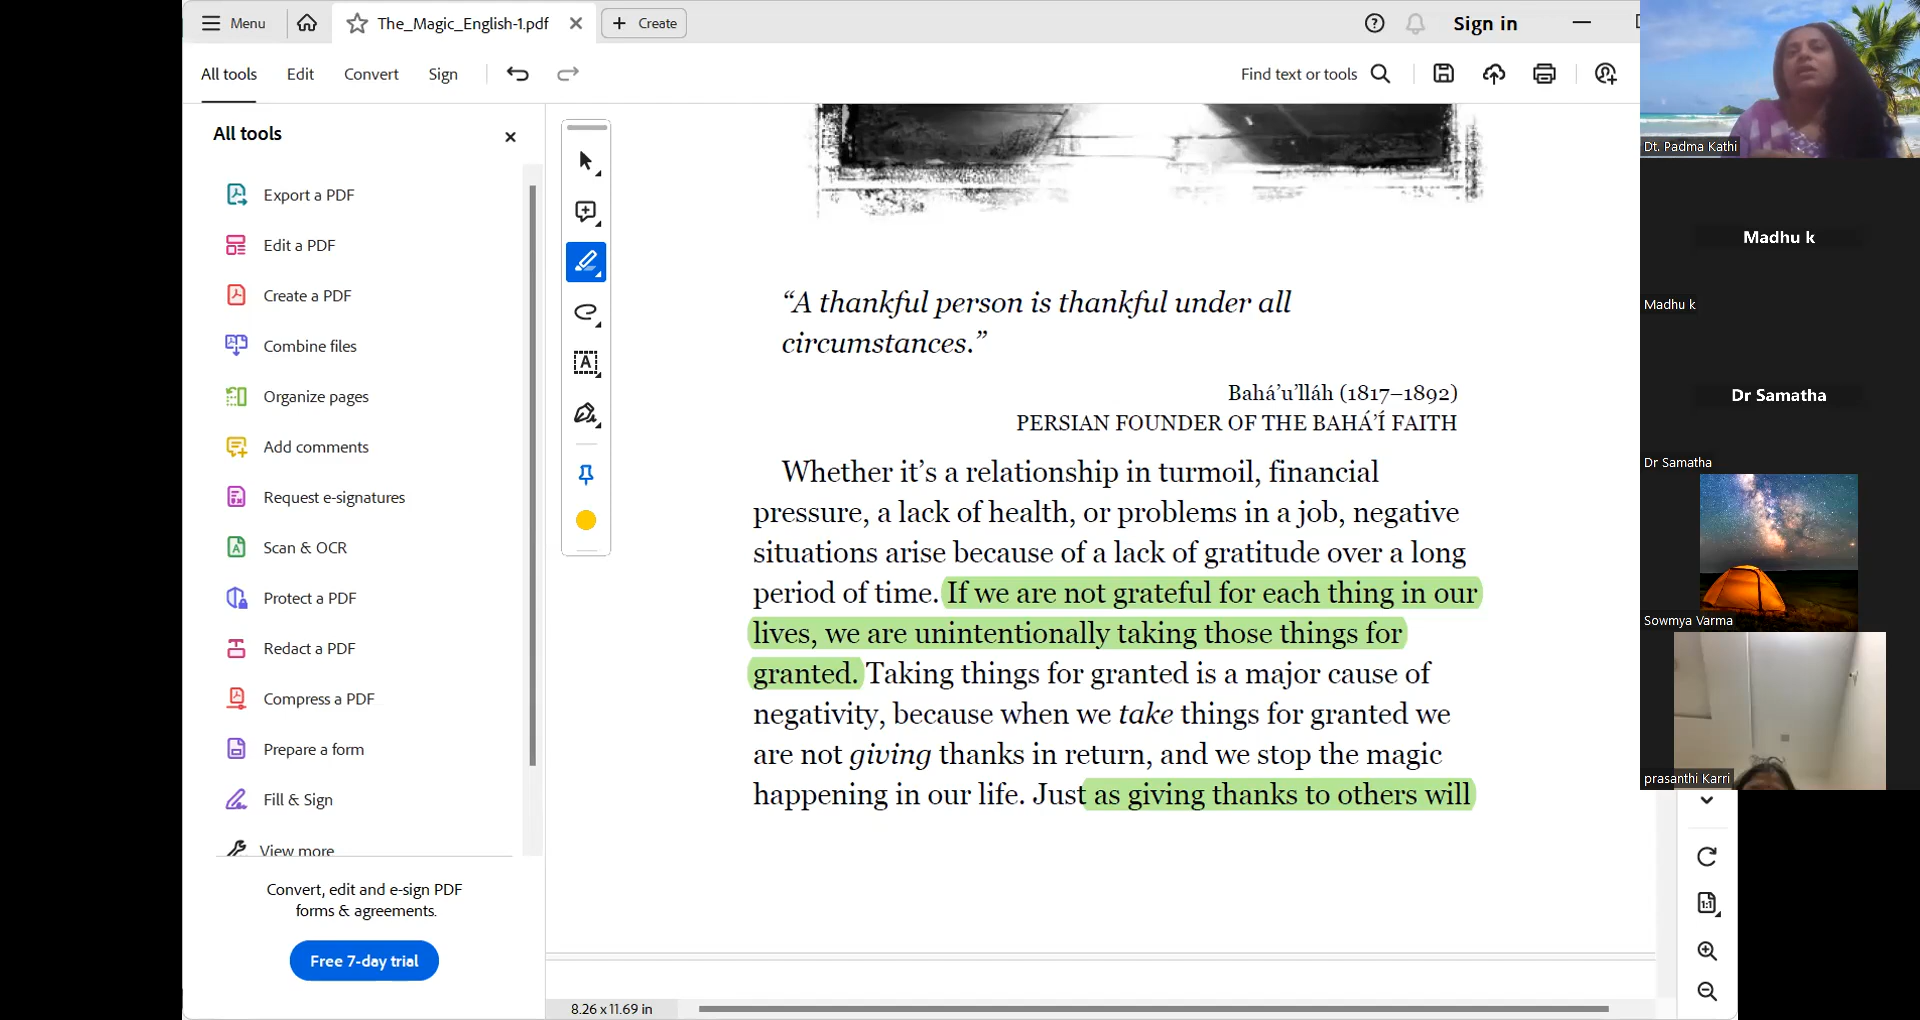 Menu
The_Magic_English-1.pdf
Create
Sign in
All tools
Edit
Convert
Sign
Find text or tools
All tools
Export a PDF
Edit a PDF
Create a PDF
Combine files
Organize pages
Add comments
Request e-signatures
Scan & OCR
Protect a PDF
Redact a PDF
Compress a PDF
Prepare a form
Fill & Sign
View more
Convert, edit and e-sign PDF
forms & agreements.
Free 7-day trial
“A thankful person is thankful under all
circumstances.”
Bahá’u’lláh (1817–1892)
PERSIAN FOUNDER OF THE BAHÁ’Í FAITH
Whether it’s a relationship in turmoil, financial
pressure, a lack of health, or problems in a job, negative
situations arise because of a lack of gratitude over a long
period of time. If we are not grateful for each thing in our
lives, we are unintentionally taking those things for
granted. Taking things for granted is a major cause of
negativity, because when we take things for granted we
are not giving thanks in return, and we stop the magic
happening in our life. Just as giving thanks to others will
8.26 x 11.69 in
Dt. Padma Kathi
Madhu k
Madhu k
Dr Samatha
Dr Samatha
Sowmya Varma
prasanthi Karri
1:1